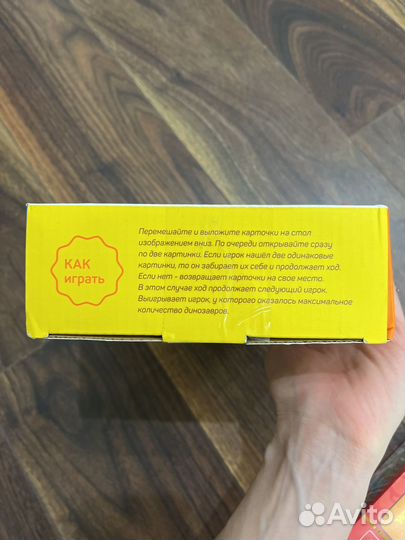 КАК
играть
Перемешайте и выложите карточки на стол
изображением вниз. По очереди открывайте сразу
по две картинки. Если игрок нашёл две одинаковые
картинки, то он забирает их себе и продолжает ход.
Если нет - возвращает карточки на свое место.
В этом случае ход продолжает следующий игрок.
Выигрывает игрок, у которого оказалось максимальное
количество динозавров.
Avito